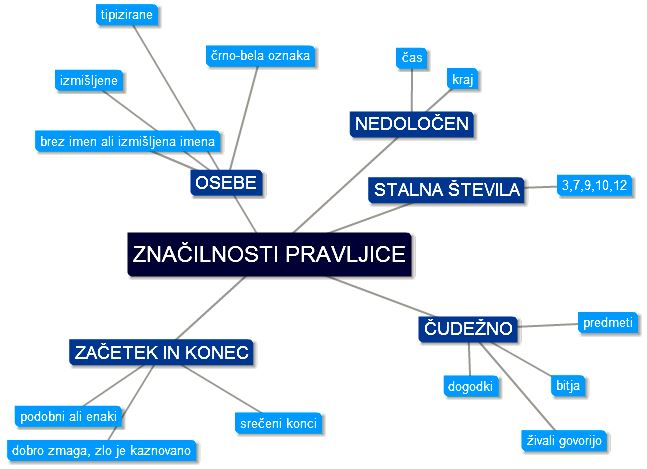 tipizirane
črno-bela oznaka
izmišljene
brez imen ali izmišljena imena
OSEBE
čas
kraj
NEDOLOČEN
STALNA ŠTEVILA
3,7,9,10,12
ZNAČILNOSTI PRAVLJICE
ČUDEŽNO
predmeti
dogodki
bitja
živali govorijo
ZAČETEK IN KONEC
podobni ali enaki
srečeni konci
dobro zmaga, zlo je kaznovano